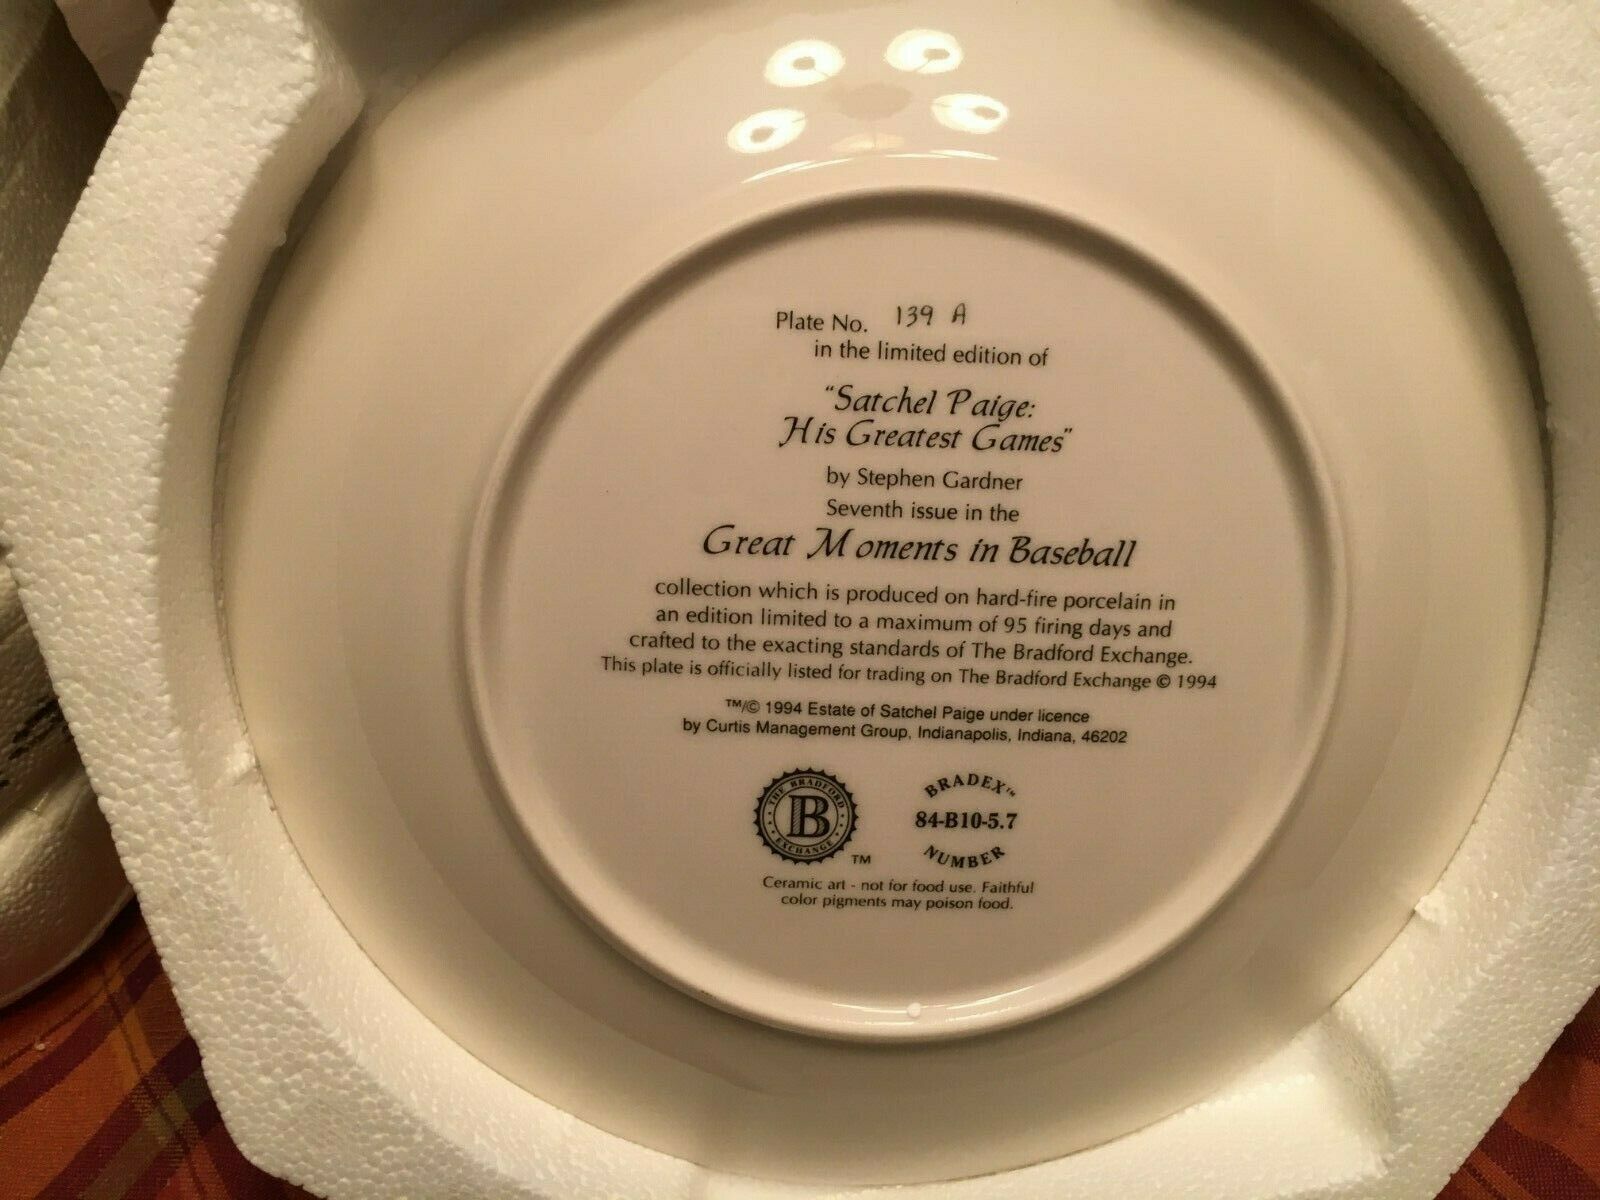 Plate No. 139 A
in the limited edition of
"Satchel Paige:
His Greatest Games"
by Stephen Gardner
Seventh issue in the
Great Moments in Baseball
collection which is produced on hard-fire porcelain in
an edition limited to a maximum of 95 firing days and
crafted to the exacting standards of The Bradford Exchange.
This plate is officially listed for trading on The Bradford Exchange © 1994
™/© 1994 Estate of Satchel Paige under licence
by Curtis Management Group, Indianapolis, Indiana, 46202
THE BRADFORD
B
EXCHANGE
TM
BRADEX™
84-B10-5.7
NUMBER
Ceramic art - not for food use. Faithful
color pigments may poison food.